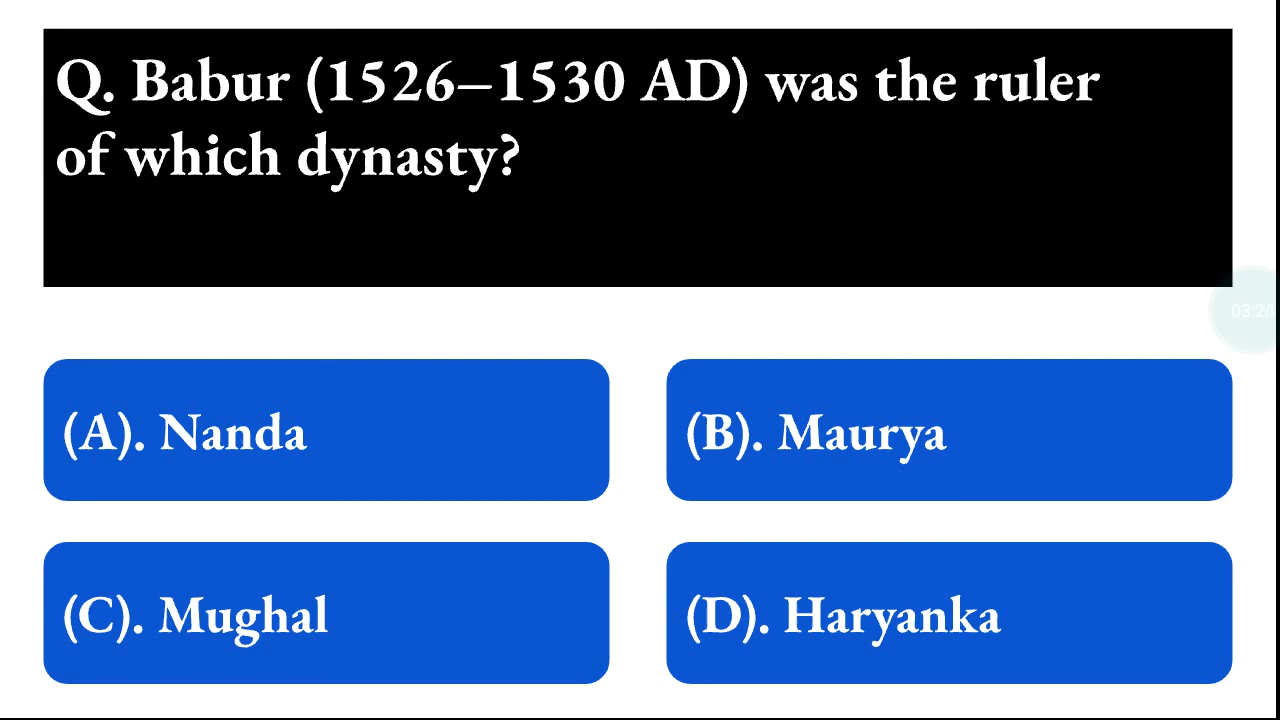 Q. Babur (1526–1530 AD) was the ruler
of which dynasty?
(A). Nanda
(B). Maurya
(C). Mughal
(D). Haryanka